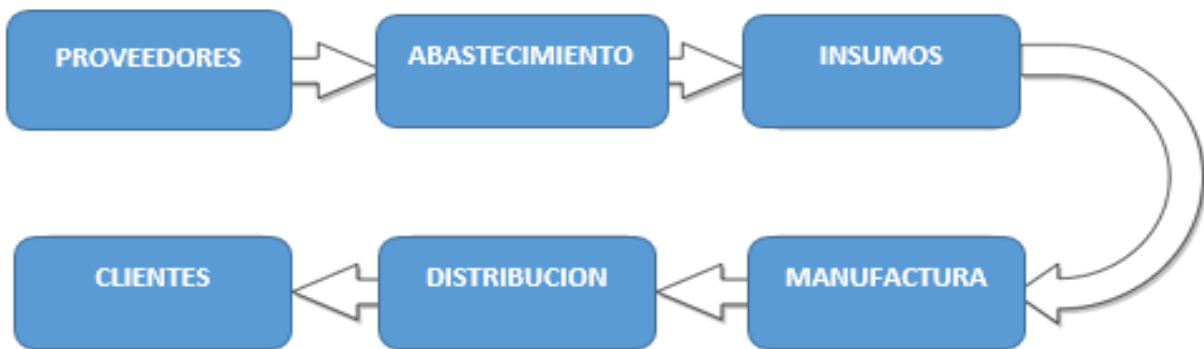 PROVEEDORES
ABASTECIMIENTO
INSUMOS
MANUFACTURA
DISTRIBUCION
CLIENTES